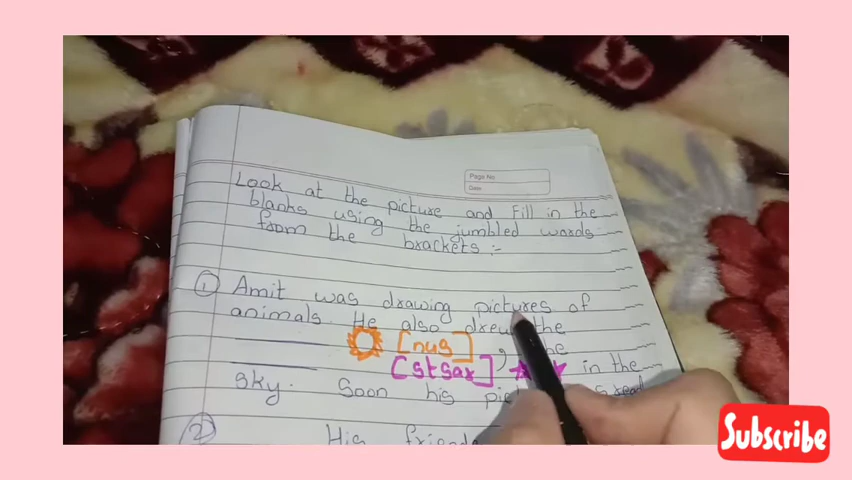 Page No
Date
Look at the picture and fill in the
blanks using the jumbled words
from the brackets :-
① Amit was drawing pictures of
animals. He also drew the
[nus] ,
[stsar] in the
sky. Soon his
② His
Subscribe